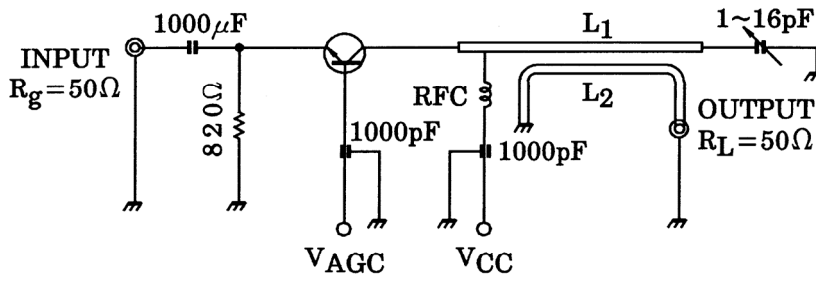 1000μF
INPUT
Rg=50Ω
820Ω
1000pF
VAGC
RFC
1000pF
VCC
L1
L2
1~16pF
OUTPUT
RL=50Ω